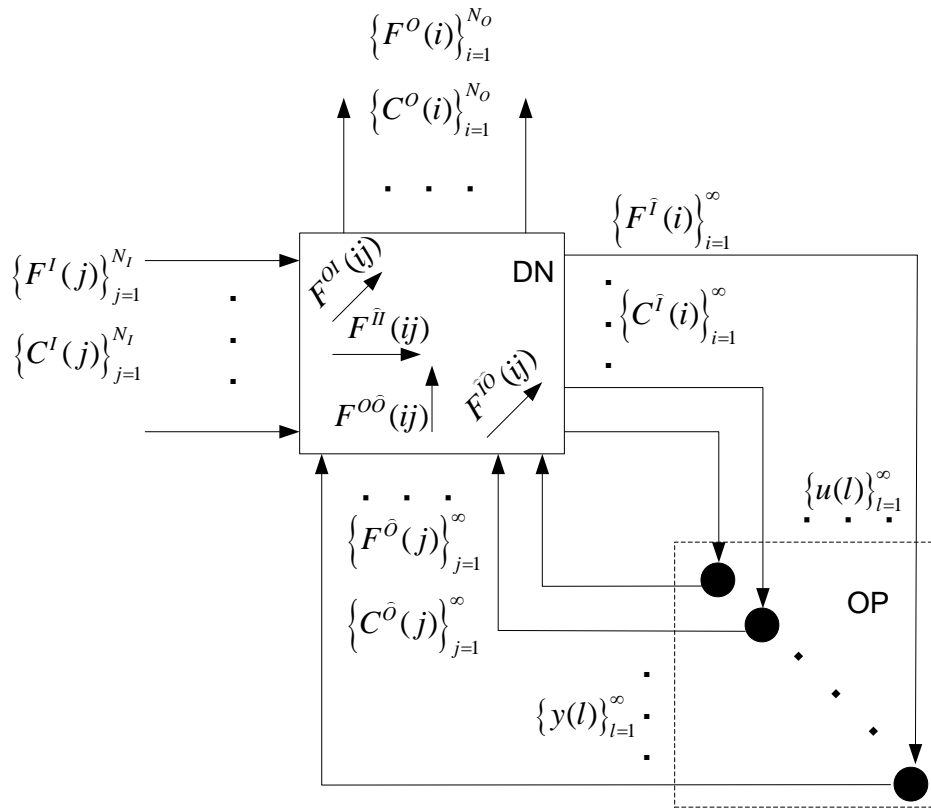 {F^O(i)}_{i=1}^{N_O}
{C^O(i)}_{i=1}^{N_O}
{F^I(j)}_{j=1}^{N_I}
{C^I(j)}_{j=1}^{N_I}
F^{OI}(ij)
F^{ÎI}(ij)
F^{OÔ}(ij)
F^{ÎÔ}(ij)
DN
{F^Î(i)}_{i=1}^∞
{C^Î(i)}_{i=1}^∞
{F^Ô(j)}_{j=1}^∞
{C^Ô(j)}_{j=1}^∞
{u(l)}_{l=1}^∞
OP
{y(l)}_{l=1}^∞